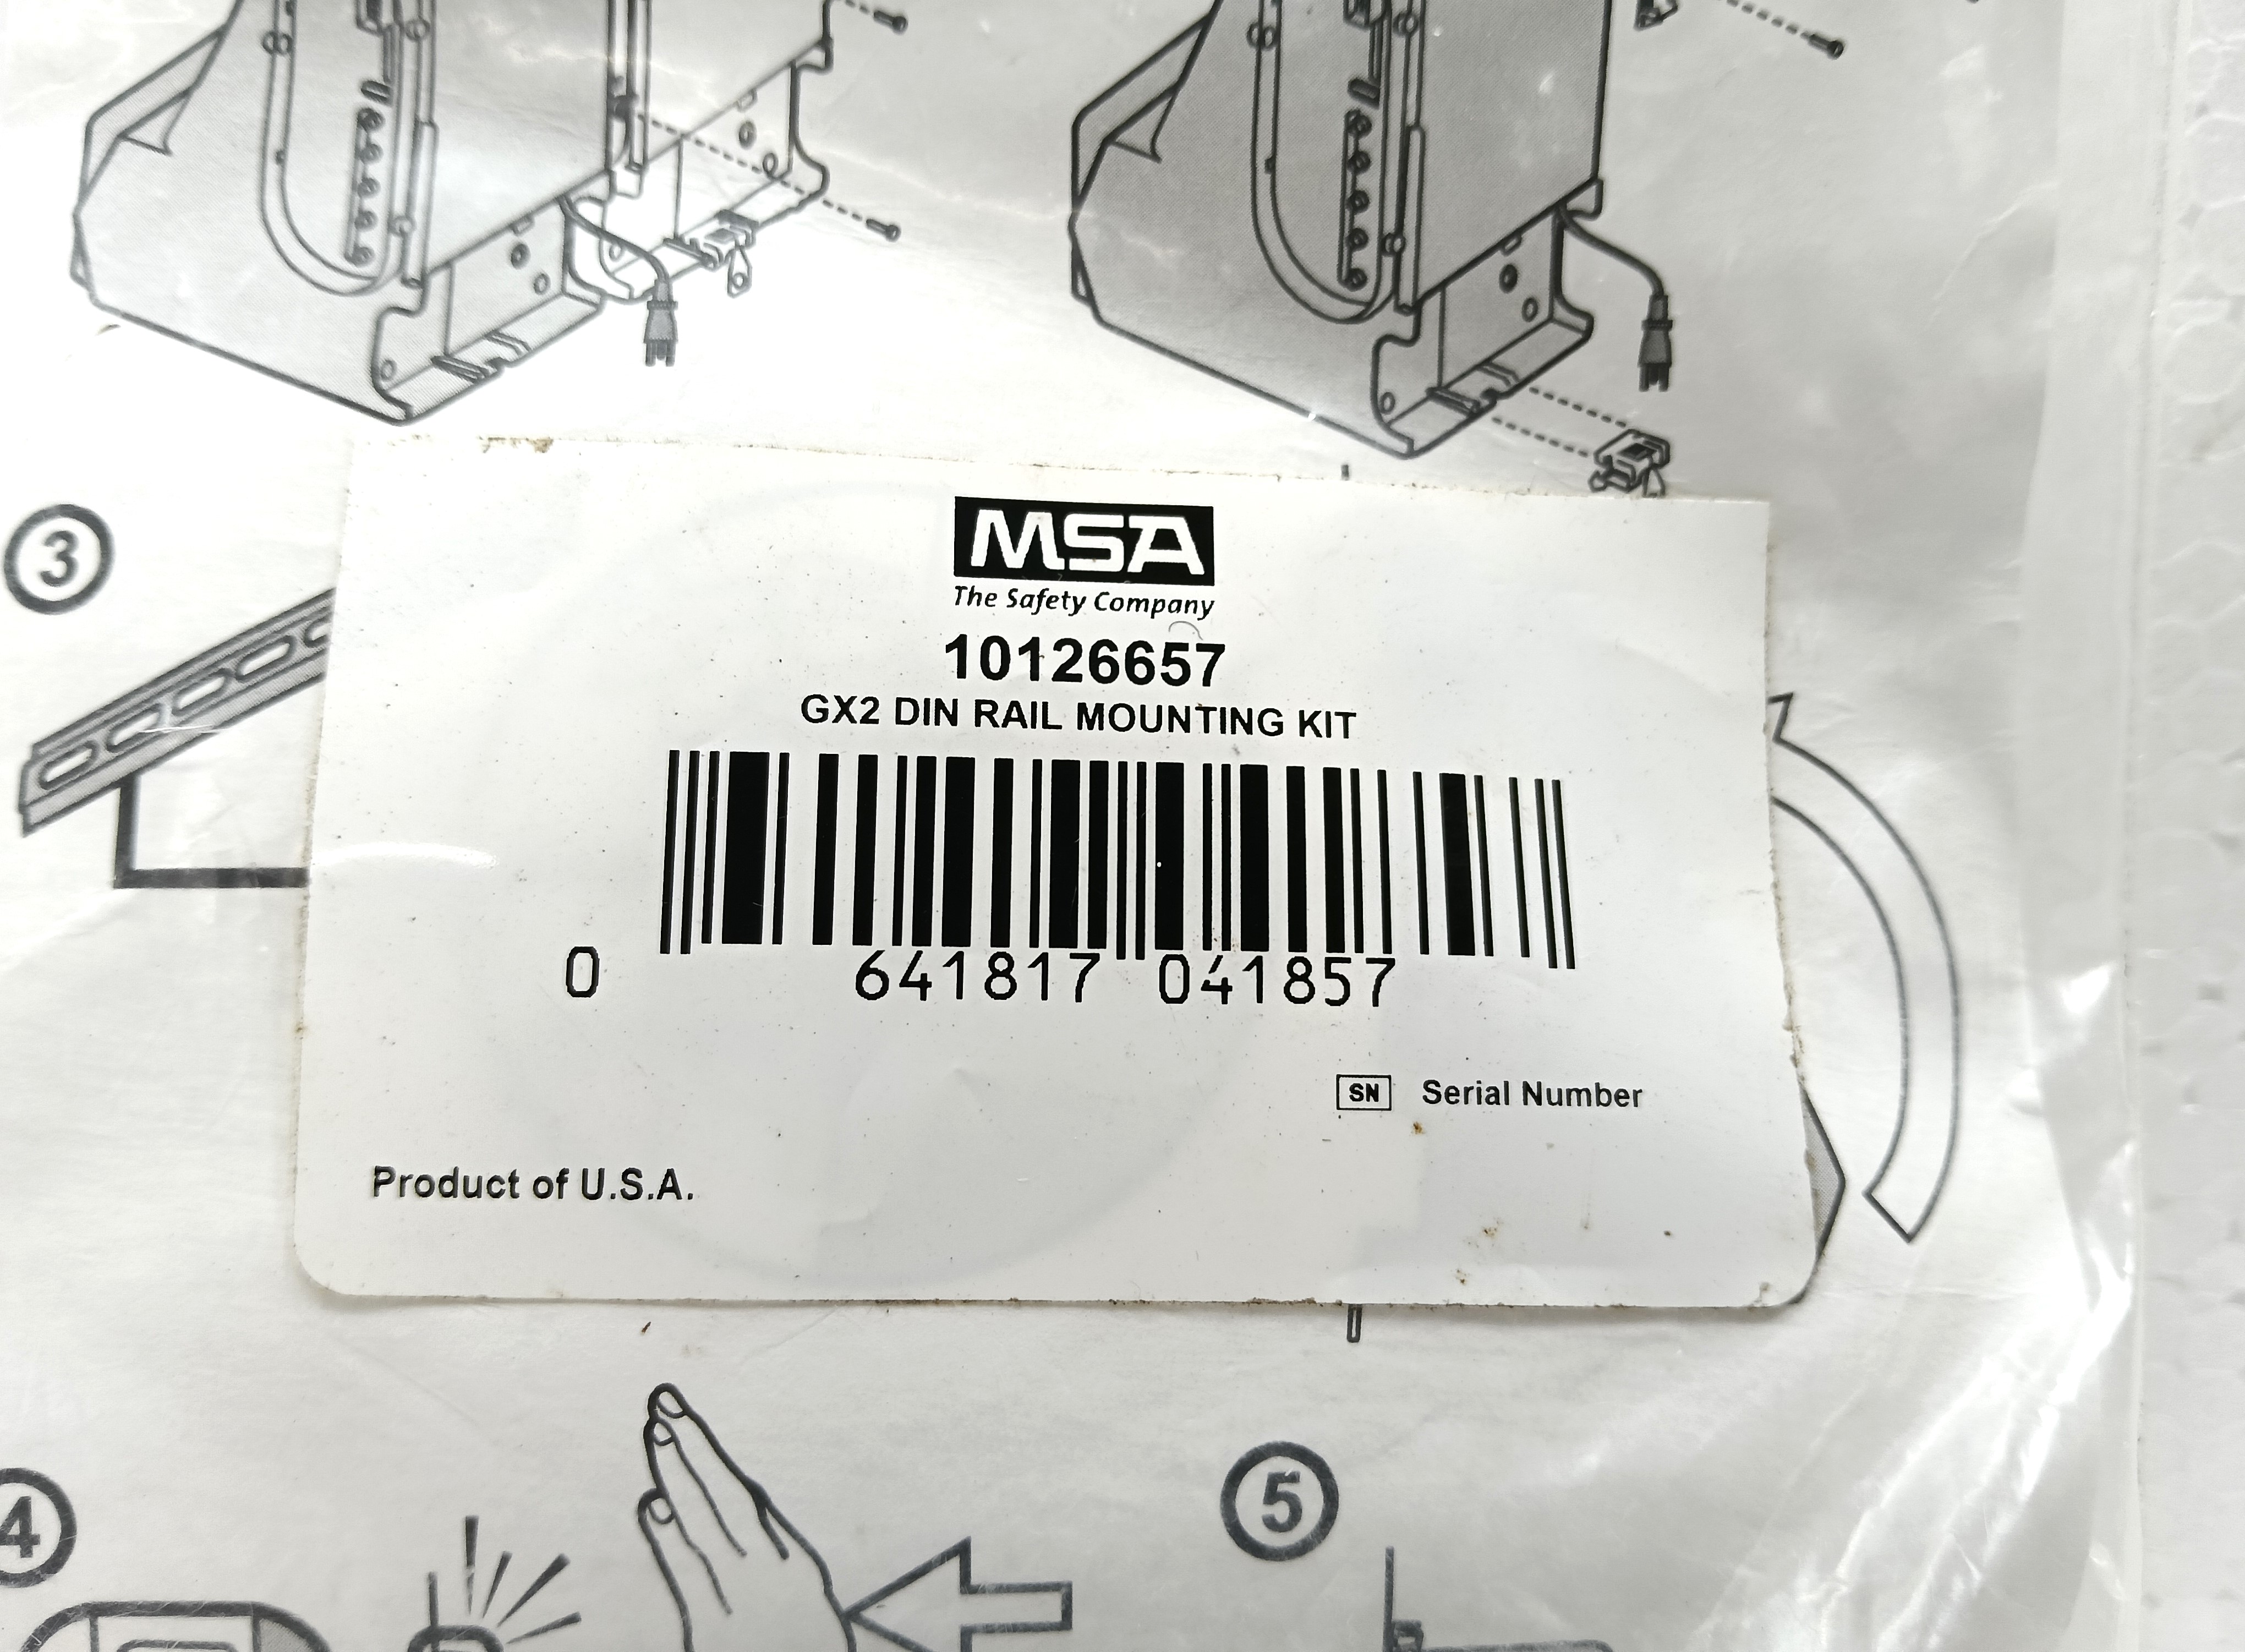 3
MSA
The Safety Company
10126657
GX2 DIN RAIL MOUNTING KIT
0 641817 041857
SN Serial Number
Product of U.S.A.
4
5